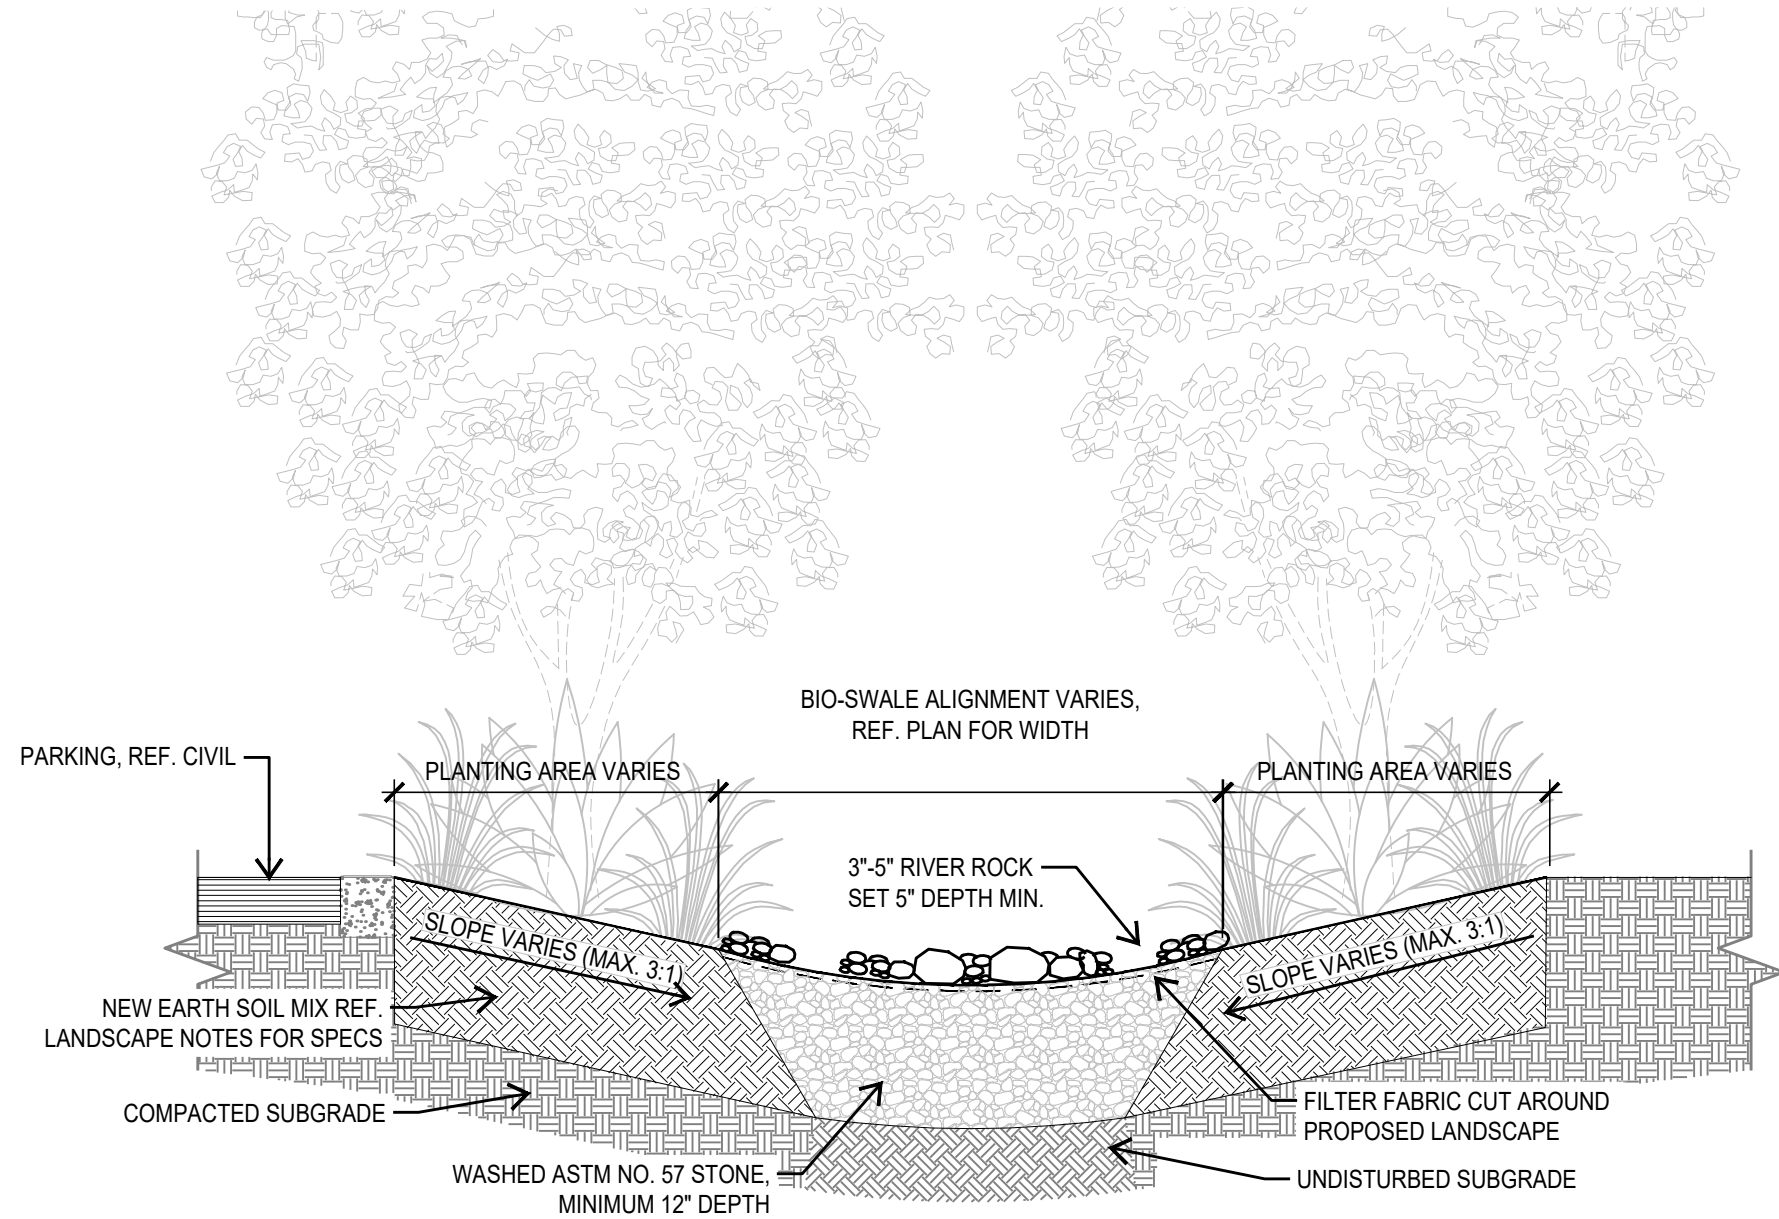 BIO-SWALE ALIGNMENT VARIES,
REF. PLAN FOR WIDTH
PARKING, REF. CIVIL
PLANTING AREA VARIES
PLANTING AREA VARIES
3"-5" RIVER ROCK
SET 5" DEPTH MIN.
SLOPE VARIES (MAX. 3:1)
SLOPE VARIES (MAX. 3:1)
NEW EARTH SOIL MIX REF.
LANDSCAPE NOTES FOR SPECS
COMPACTED SUBGRADE
FILTER FABRIC CUT AROUND
PROPOSED LANDSCAPE
WASHED ASTM NO. 57 STONE,
MINIMUM 12" DEPTH
UNDISTURBED SUBGRADE